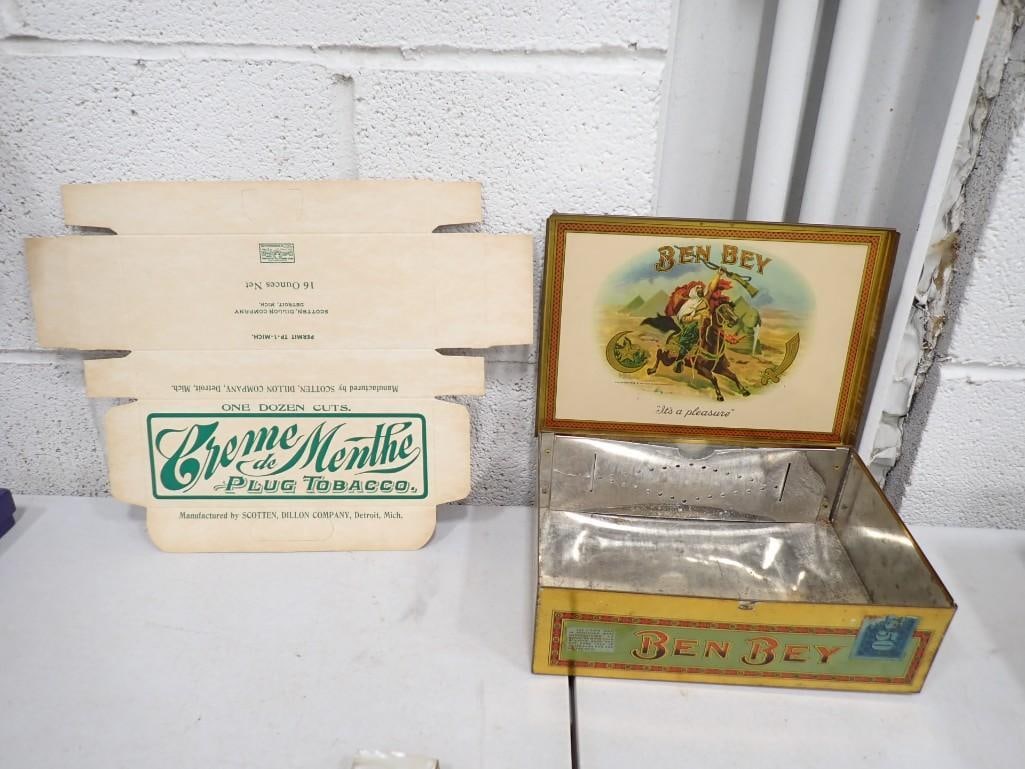 16 Ounces Net
SCOTTEN, DILLON COMPANY
DETROIT, MICH.
PERMIT TP-1-MICH.
Manufactured by SCOTTEN, DILLON COMPANY, Detroit, Mich.
ONE DOZEN CUTS.
Creme de Menthe
PLUG TOBACCO.
Manufactured by SCOTTEN, DILLON COMPANY, Detroit, Mich.
BEN BEY
"It's a pleasure"
BEN BEY
50